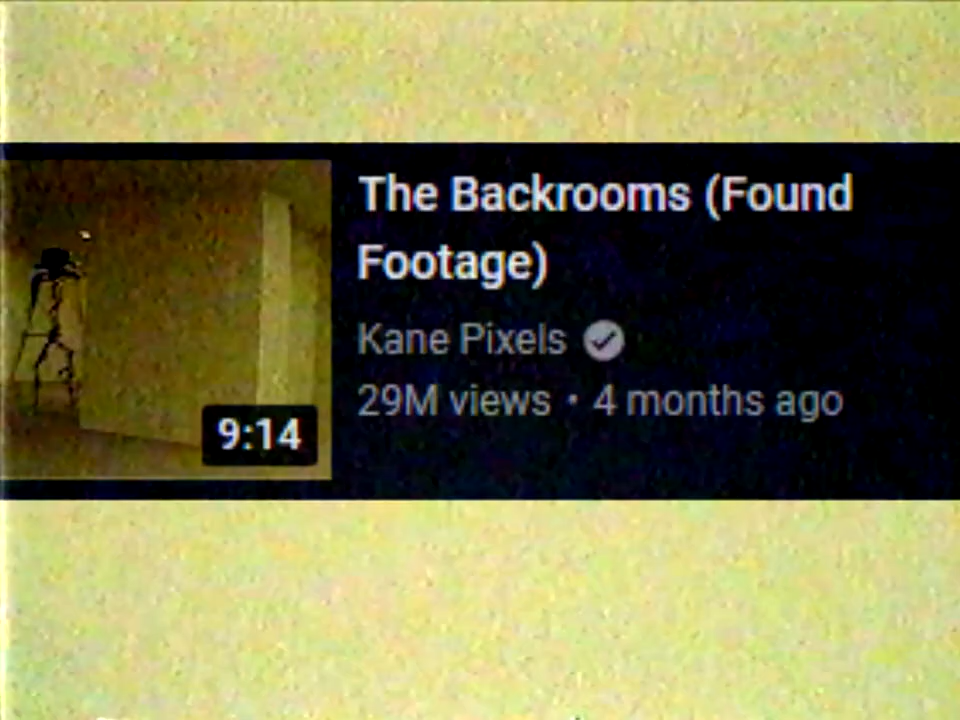 The Backrooms (Found
Footage)
Kane Pixels
29M views • 4 months ago
9:14